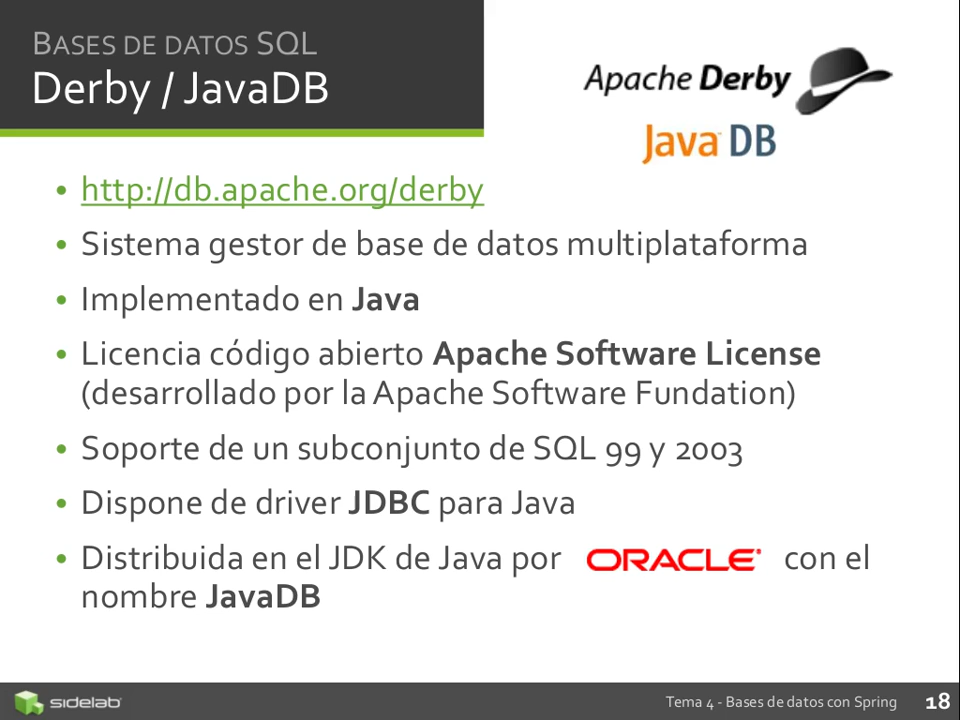 BASES DE DATOS SQL
Derby / JavaDB
Apache Derby
Java DB
• http://db.apache.org/derby
• Sistema gestor de base de datos multiplataforma
• Implementado en Java
• Licencia código abierto Apache Software License
(desarrollado por la Apache Software Fundation)
• Soporte de un subconjunto de SQL 99 y 2003
• Dispone de driver JDBC para Java
• Distribuida en el JDK de Java por ORACLE® con el
nombre JavaDB
sidelab
Tema 4 - Bases de datos con Spring 18